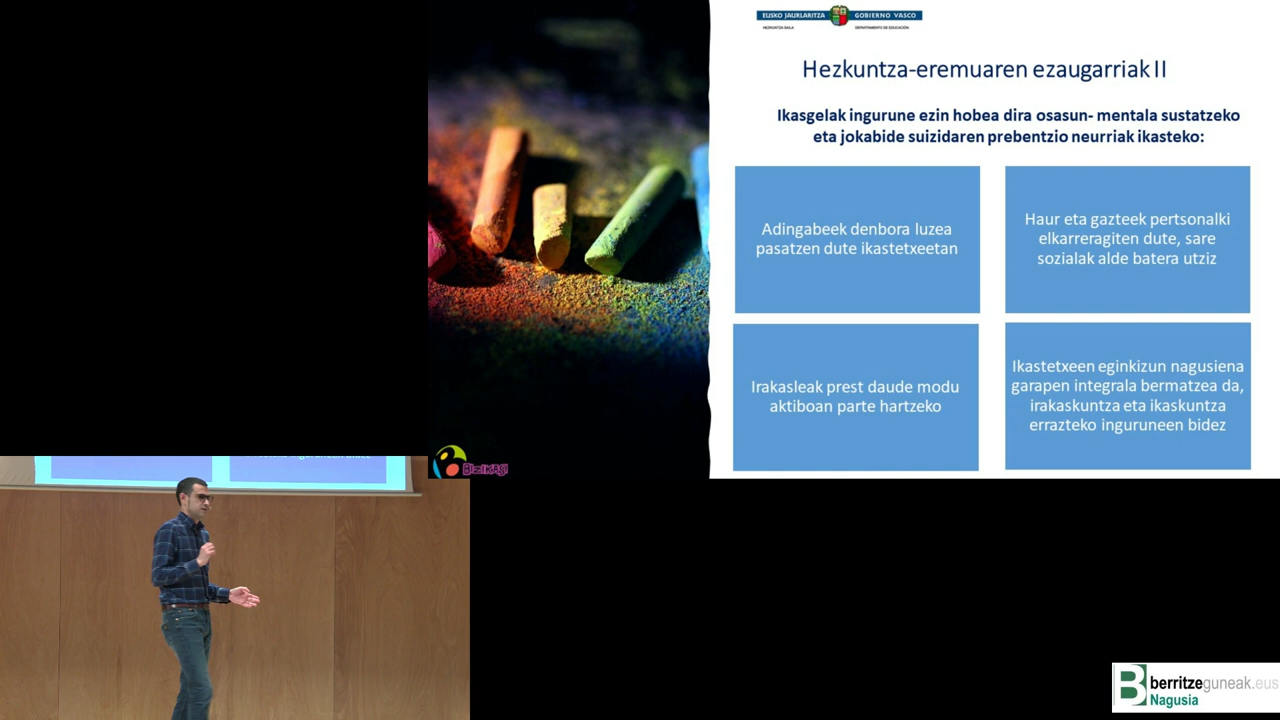 EUSKO JAURLARITZA
GOBIERNO VASCO
HEZKUNTZA SAILA
DEPARTAMENTO DE EDUCACIÓN
Hezkuntza-eremuaren ezaugarriak II
Ikasgelak ingurune ezin hobea dira osasun- mentala sustatzeko
eta jokabide suizidaren prebentzio neurriak ikasteko:
Adingabeek denbora luzea
pasatzen dute ikastetxeetan
Haur eta gazteek pertsonalki
elkarreragiten dute, sare
sozialak alde batera utziz
Irakasleak prest daude modu
aktiboan parte hartzeko
Ikastetxeen eginkizun nagusiena
garapen integrala bermatzea da,
irakaskuntza eta ikaskuntza
errazteko inguruneen bidez
BIZIKASI
inguruneen bidez
berritzeguneak.eus
Nagusia